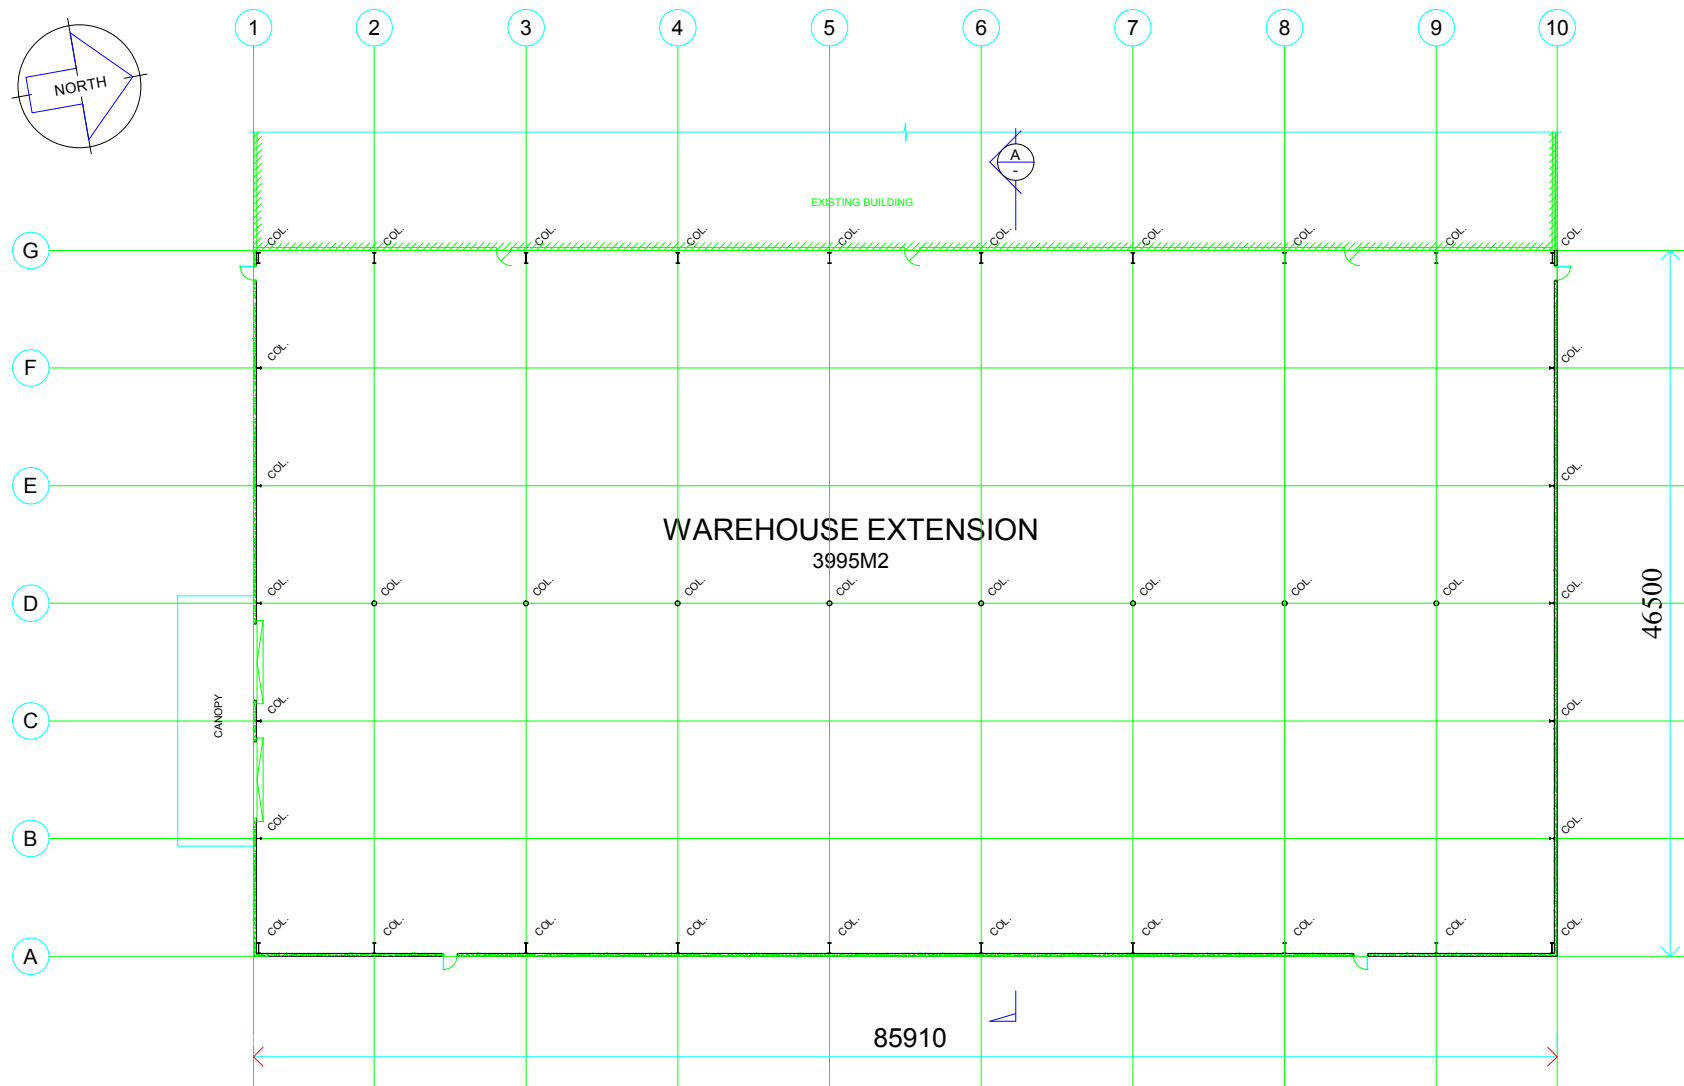 1 2 3 4 5 6 7 8 9 10
NORTH
A
-
EXISTING BUILDING
COL. COL. COL. COL. COL. COL. COL. COL. COL. COL.
G
COL. COL.
F
COL. COL.
E
WAREHOUSE EXTENSION
3995M2
COL. COL. COL. COL. COL. COL. COL. COL. COL. COL.
D
46500
CANOPY
COL. COL.
C
COL. COL.
B
COL. COL. COL. COL. COL. COL. COL. COL. COL. COL.
A
85910